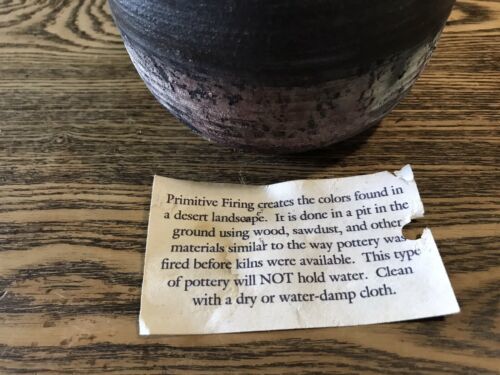 Primitive Firing creates the colors found in
a desert landscape. It is done in a pit in the
ground using wood, sawdust, and other
materials similar to the way pottery was
fired before kilns were available. This type
of pottery will NOT hold water. Clean
with a dry or water-damp cloth.